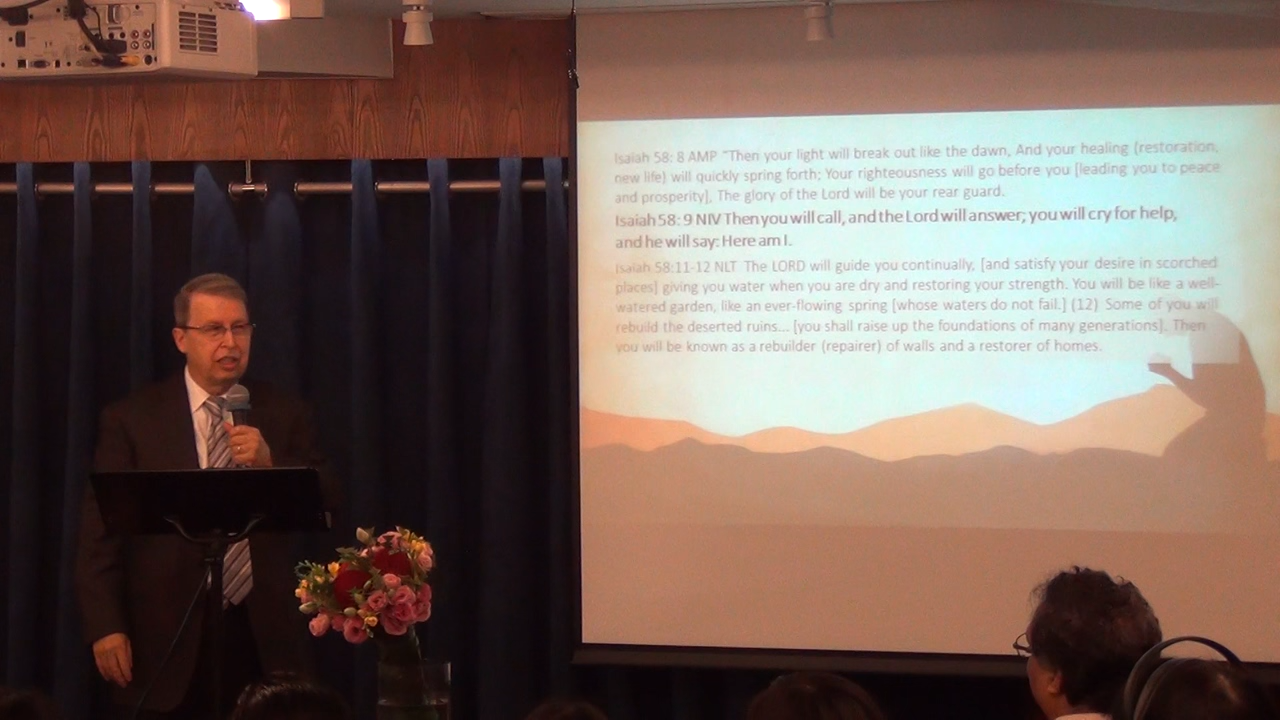 Isaiah 58: 8 AMP "Then your light will break out like the dawn, And your healing (restoration,
new life) will quickly spring forth; Your righteousness will go before you [leading you to peace
and prosperity], The glory of the Lord will be your rear guard.
Isaiah 58: 9 NIV Then you will call, and the Lord will answer; you will cry for help,
and he will say: Here am I.
Isaiah 58:11-12 NLT The LORD will guide you continually, [and satisfy your desire in scorched
places] giving you water when you are dry and restoring your strength. You will be like a well-
watered garden, like an ever-flowing spring [whose waters do not fail.] (12) Some of you will
rebuild the deserted ruins... [you shall raise up the foundations of many generations]. Then
you will be known as a rebuilder (repairer) of walls and a restorer of homes.